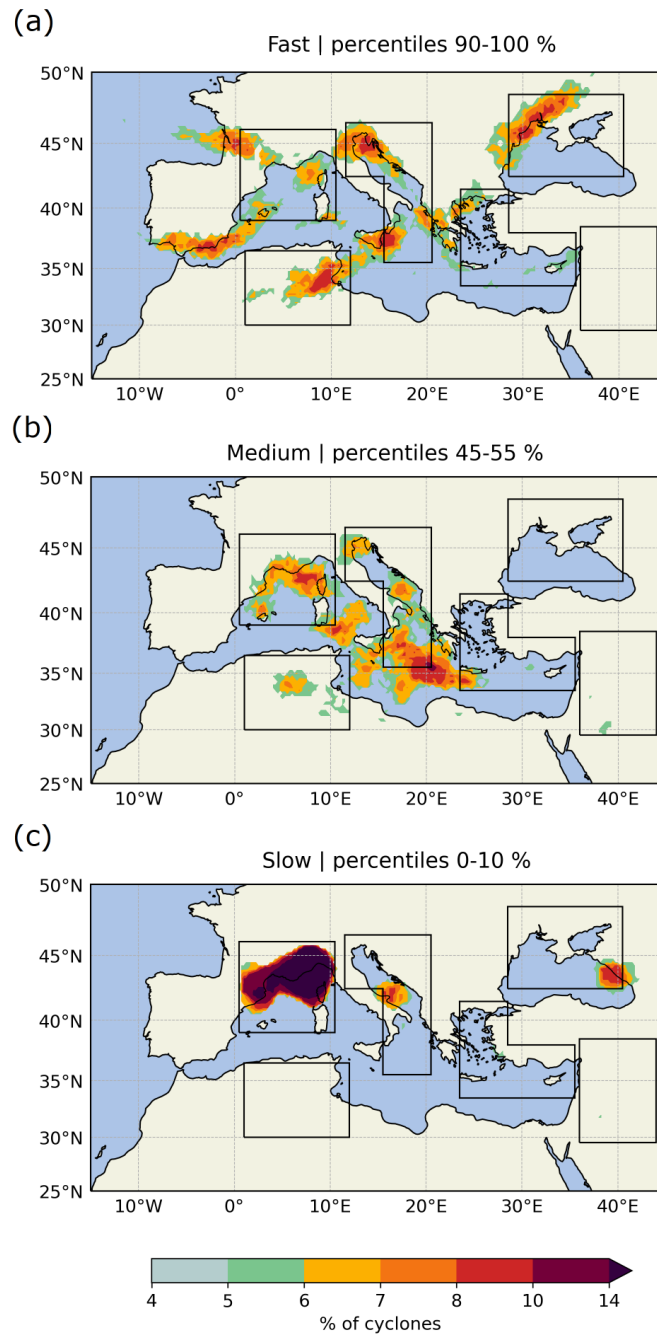 (a)
Fast | percentiles 90-100 %
50°N
45°N
40°N
35°N
30°N
25°N
10°W 0° 10°E 20°E 30°E 40°E
(b)
Medium | percentiles 45-55 %
50°N
45°N
40°N
35°N
30°N
25°N
10°W 0° 10°E 20°E 30°E 40°E
(c)
Slow | percentiles 0-10 %
50°N
45°N
40°N
35°N
30°N
25°N
10°W 0° 10°E 20°E 30°E 40°E
4 5 6 7 8 10 14
% of cyclones